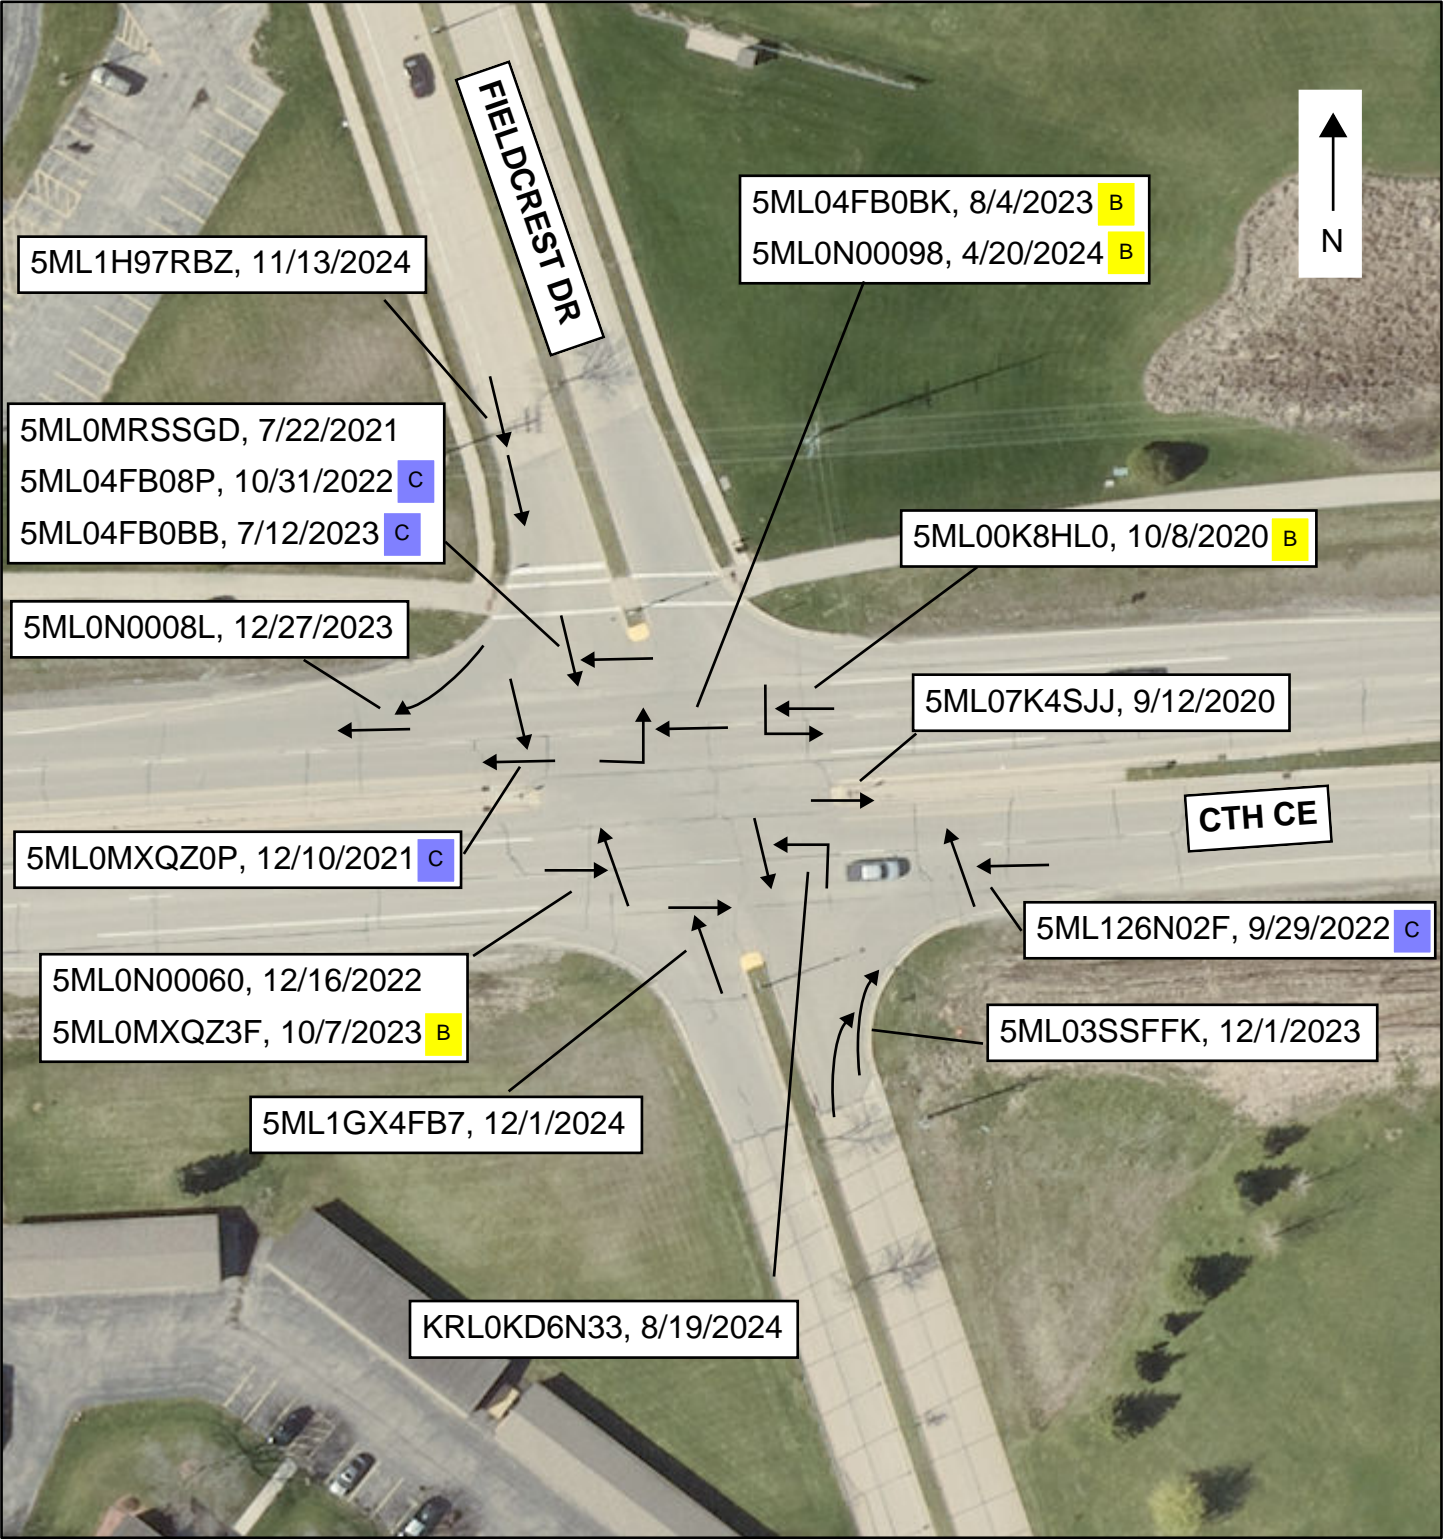 FIELDCREST DR
N
5ML04FB0BK, 8/4/2023 B
5ML0N00098, 4/20/2024 B
5ML1H97RBZ, 11/13/2024
5ML0MRSSGD, 7/22/2021
5ML04FB08P, 10/31/2022 C
5ML04FB0BB, 7/12/2023 C
5ML00K8HL0, 10/8/2020 B
5ML0N0008L, 12/27/2023
5ML07K4SJJ, 9/12/2020
CTH CE
5ML0MXQZ0P, 12/10/2021 C
5ML126N02F, 9/29/2022 C
5ML0N00060, 12/16/2022
5ML0MXQZ3F, 10/7/2023 B
5ML03SSFFK, 12/1/2023
5ML1GX4FB7, 12/1/2024
KRL0KD6N33, 8/19/2024